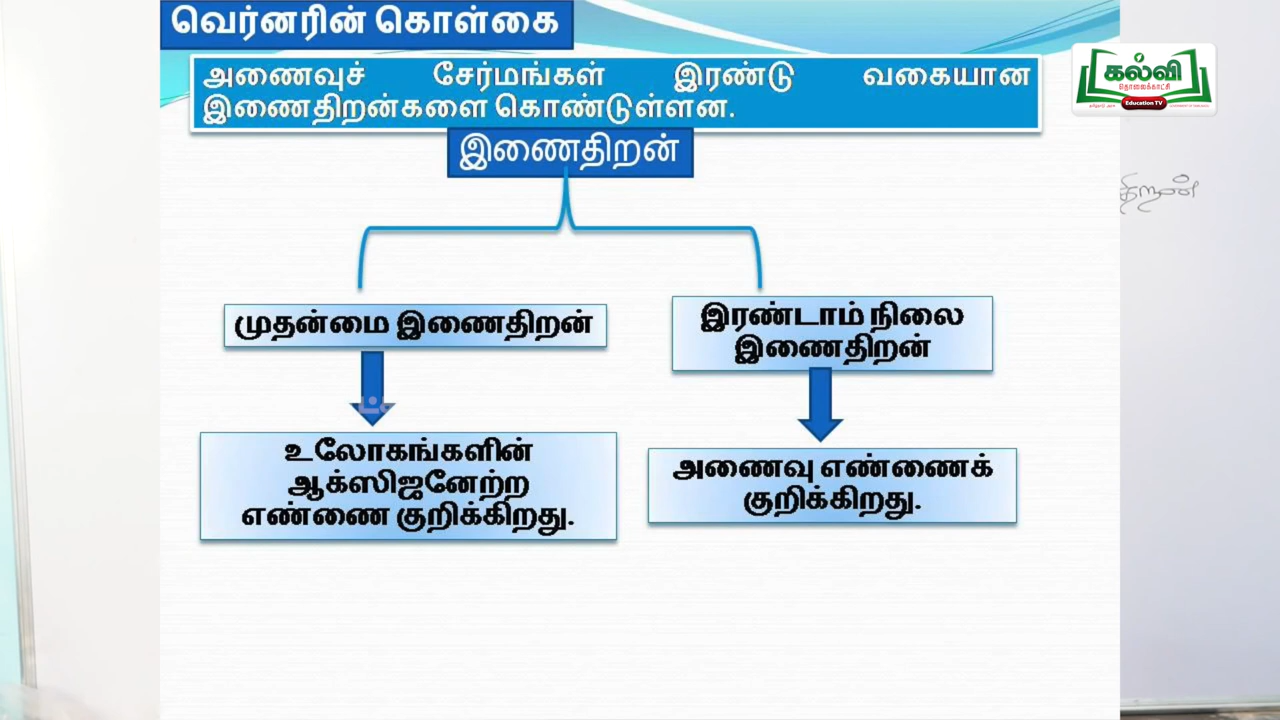 வெர்னரின் கொள்கை
அணைவுச் சேர்மங்கள் இரண்டு வகையான
இணைதிறன்களை கொண்டுள்ளன.
கல்வி
தொலைக்காட்சி
Education TV
இணைதிறன்
திறன்
முதன்மை இணைதிறன்
இரண்டாம் நிலை
இணைதிறன்
உலோகங்களின்
ஆக்ஸிஜனேற்ற
எண்ணை குறிக்கிறது.
அணைவு எண்ணைக்
குறிக்கிறது.